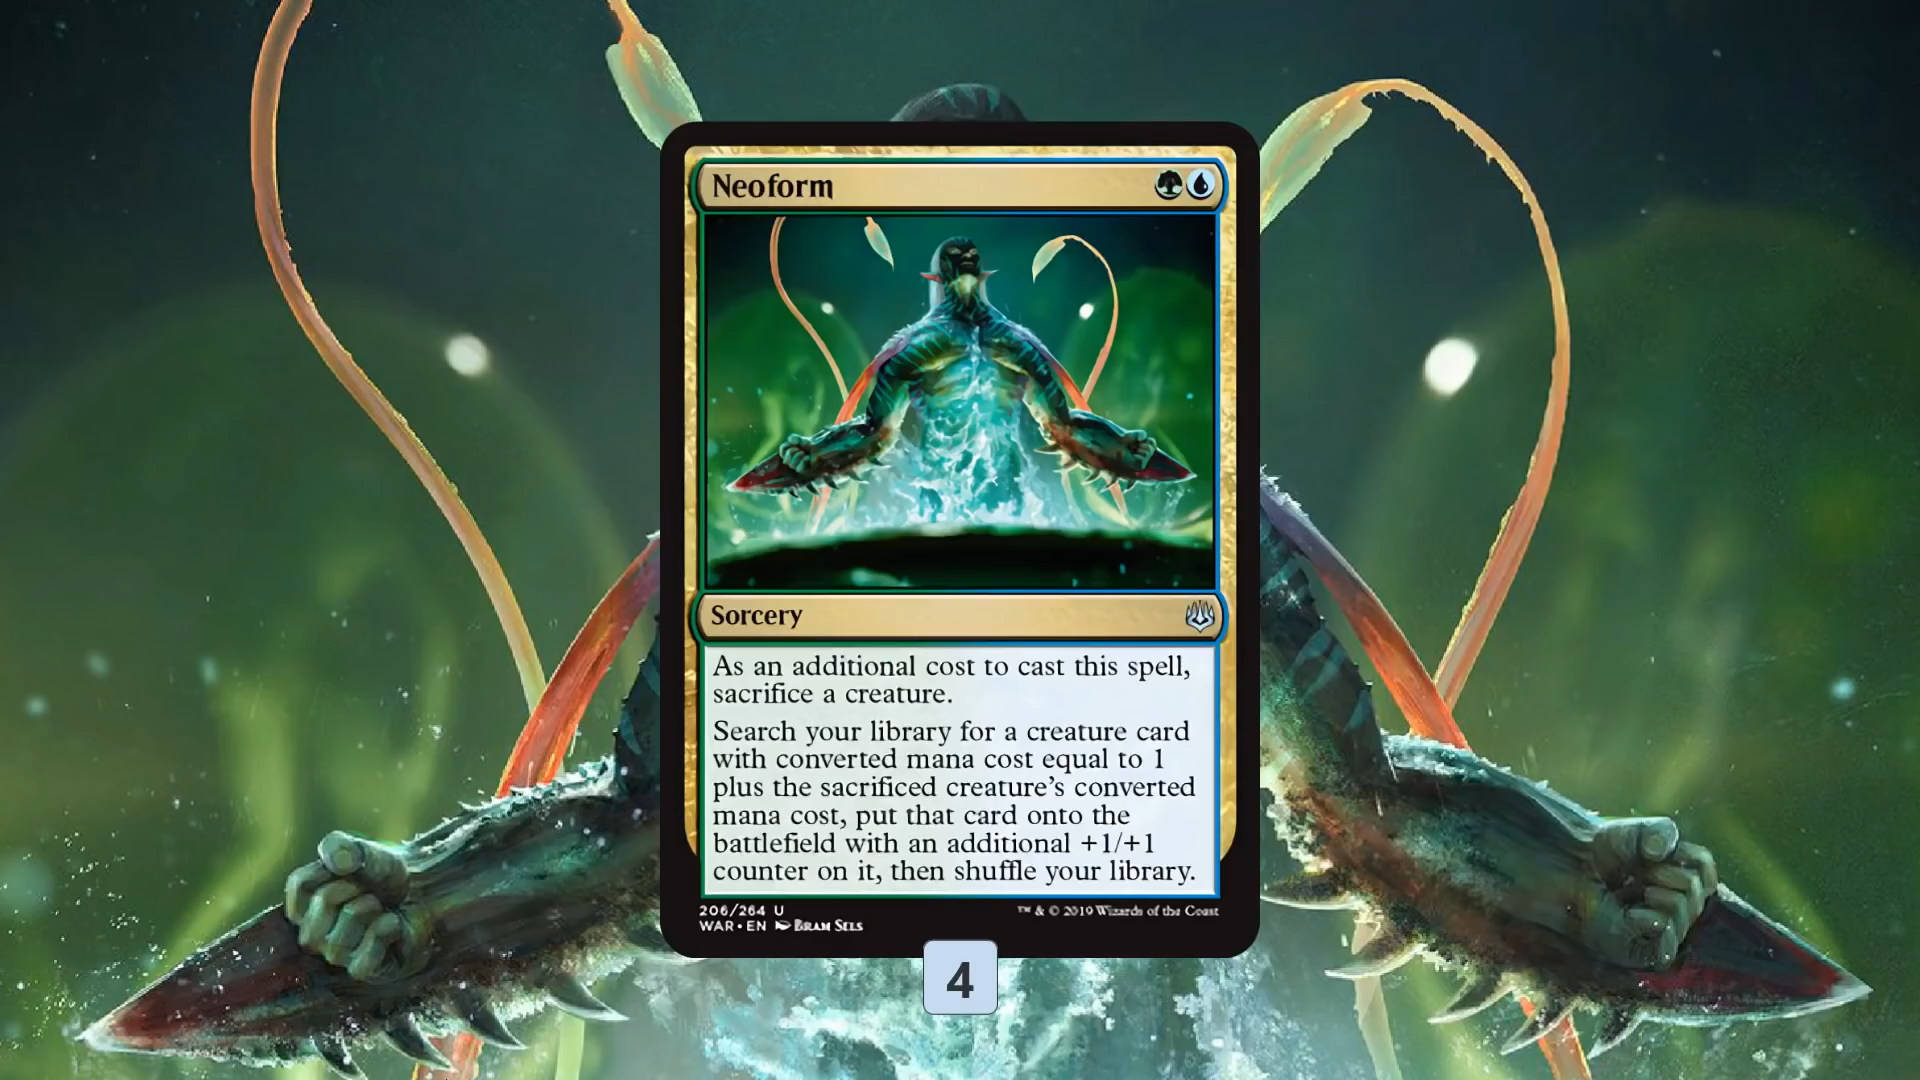 Neoform
Sorcery
As an additional cost to cast this spell,
sacrifice a creature.
Search your library for a creature card
with converted mana cost equal to 1
plus the sacrificed creature's converted
mana cost, put that card onto the
battlefield with an additional +1/+1
counter on it, then shuffle your library.
206/264 U
™ & © 2019 Wizards of the Coast
WAR • EN Bram Sels
4